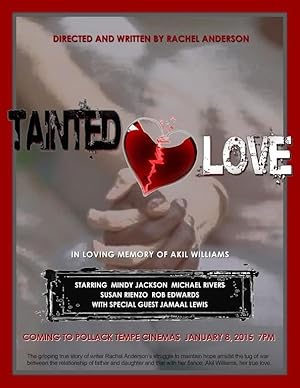 DIRECTED AND WRITTEN BY RACHEL ANDERSON
TAINTED LOVE
IN LOVING MEMORY OF AKIL WILLIAMS
STARRING MINDY JACKSON MICHAEL RIVERS
SUSAN RIENZO ROB EDWARDS
WITH SPECIAL GUEST JAMAAL LEWIS
COMING TO POLLACK TEMPE CINEMAS JANUARY 8, 2015 7PM
The gripping true story of writer Rachel Anderson's struggle to maintain hope amidst the tug of war
between the relationship of father and daughter and that with her fiance, Akil Williams, her true love.